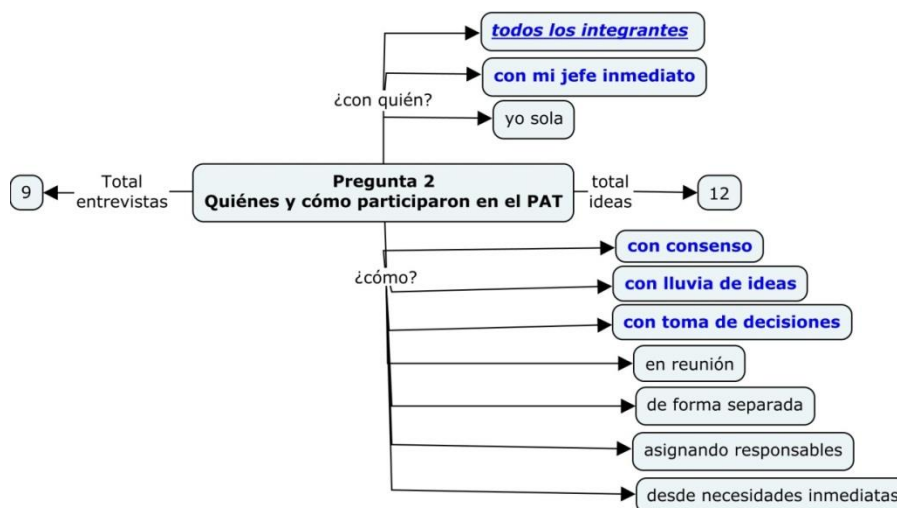 todos los integrantes
con mi jefe inmediato
¿con quién?
yo sola
9
Total
entrevistas
Pregunta 2
Quiénes y cómo participaron en el PAT
total
ideas
12
con consenso
¿cómo?
con lluvia de ideas
con toma de decisiones
en reunión
de forma separada
asignando responsables
desde necesidades inmediatas